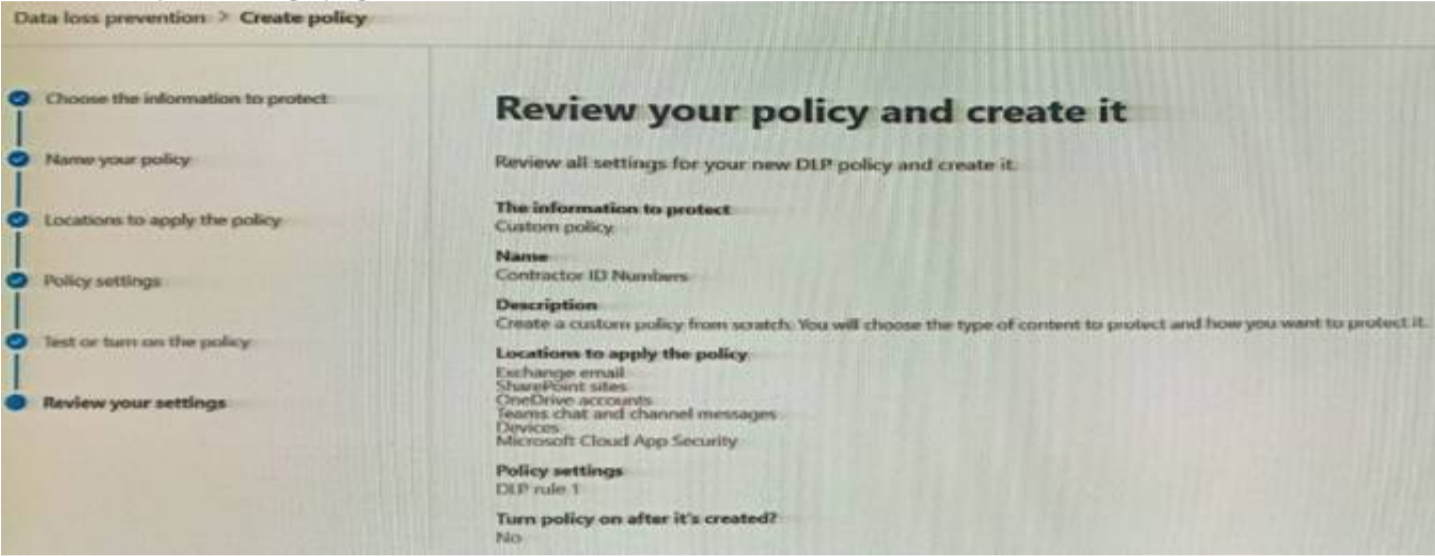 Data loss prevention > Create policy
Choose the information to protect
Name your policy
Locations to apply the policy
Policy settings
Test or turn on the policy
Review your settings
Review your policy and create it
Review all settings for your new DLP policy and create it.
The information to protect
Custom policy
Name
Contractor ID Numbers
Description
Create a custom policy from scratch. You will choose the type of content to protect and how you want to protect it.
Locations to apply the policy
Exchange email
SharePoint sites
OneDrive accounts
Teams chat and channel messages
Devices
Microsoft Cloud App Security
Policy settings
DLP rule 1
Turn policy on after it's created?
No